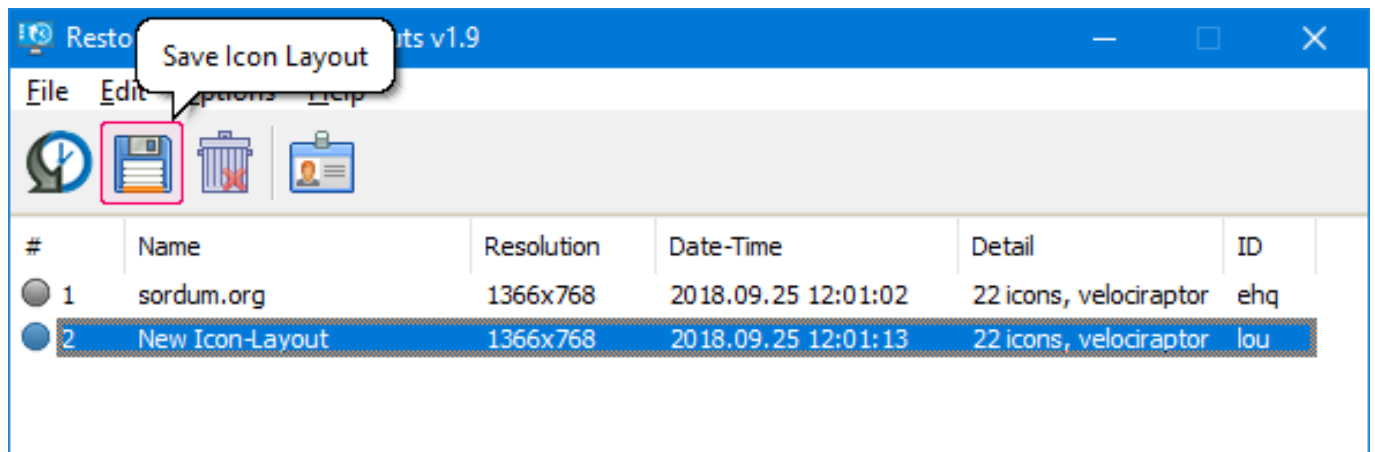 Resto
uts v1.9
Save Icon Layout
File Edit Options Help
# Name Resolution Date-Time Detail ID
1 sordum.org 1366x768 2018.09.25 12:01:02 22 icons, velociraptor ehq
2 New Icon-Layout 1366x768 2018.09.25 12:01:13 22 icons, velociraptor lou